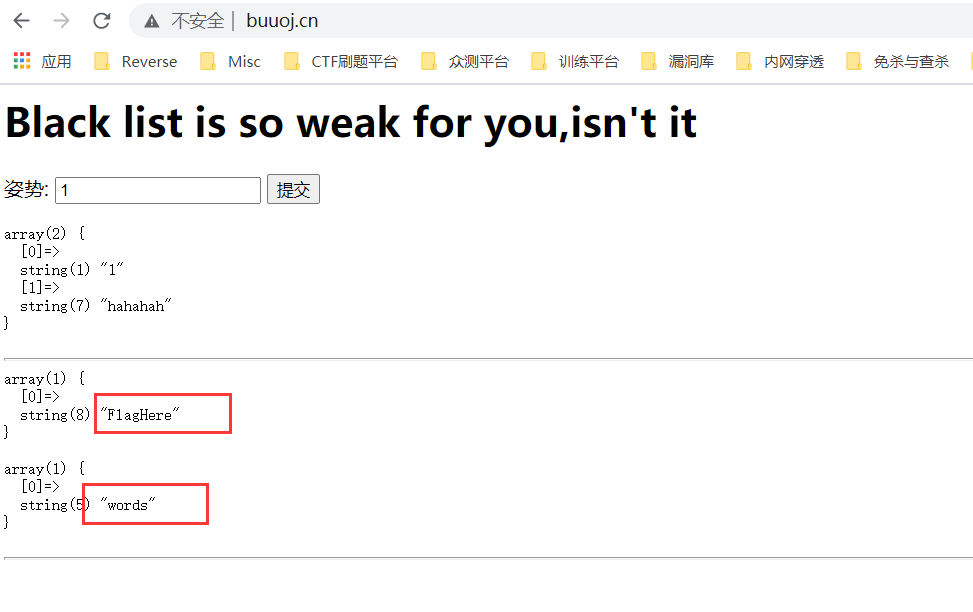 不安全 | buuoj.cn
应用 Reverse Misc CTF刷题平台 众测平台 训练平台 漏洞库 内网穿透 免杀与查杀
Black list is so weak for you,isn't it
姿势: 1 提交
array(2) {
[0]=>
string(1) "1"
[1]=>
string(7) "hahahah"
}
array(1) {
[0]=>
string(8) "FlagHere"
}
array(1) {
[0]=>
string(5) "words"
}